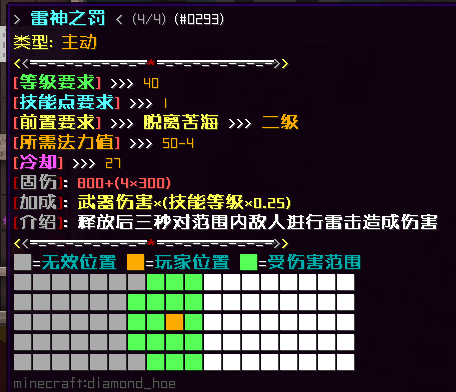 > 雷神之罚 < (4/4) (#0293)
类型: 主动
<<-----------*----------->>
[等级要求] >>> 40
[技能点要求] >>> 1
[前置要求] >>> 脱离苦海 >>> 二级
[所需法力值] >>> 50-4
[冷却] >>> 27
[固伤]: 800+(4×300)
[加成]: 武器伤害×(技能等级×0.25)
[介绍]: 释放后三秒对范围内敌人进行雷击造成伤害
<<-----------*----------->>
■=无效位置 ■=玩家位置 ■=受伤害范围
minecraft:diamond_hoe